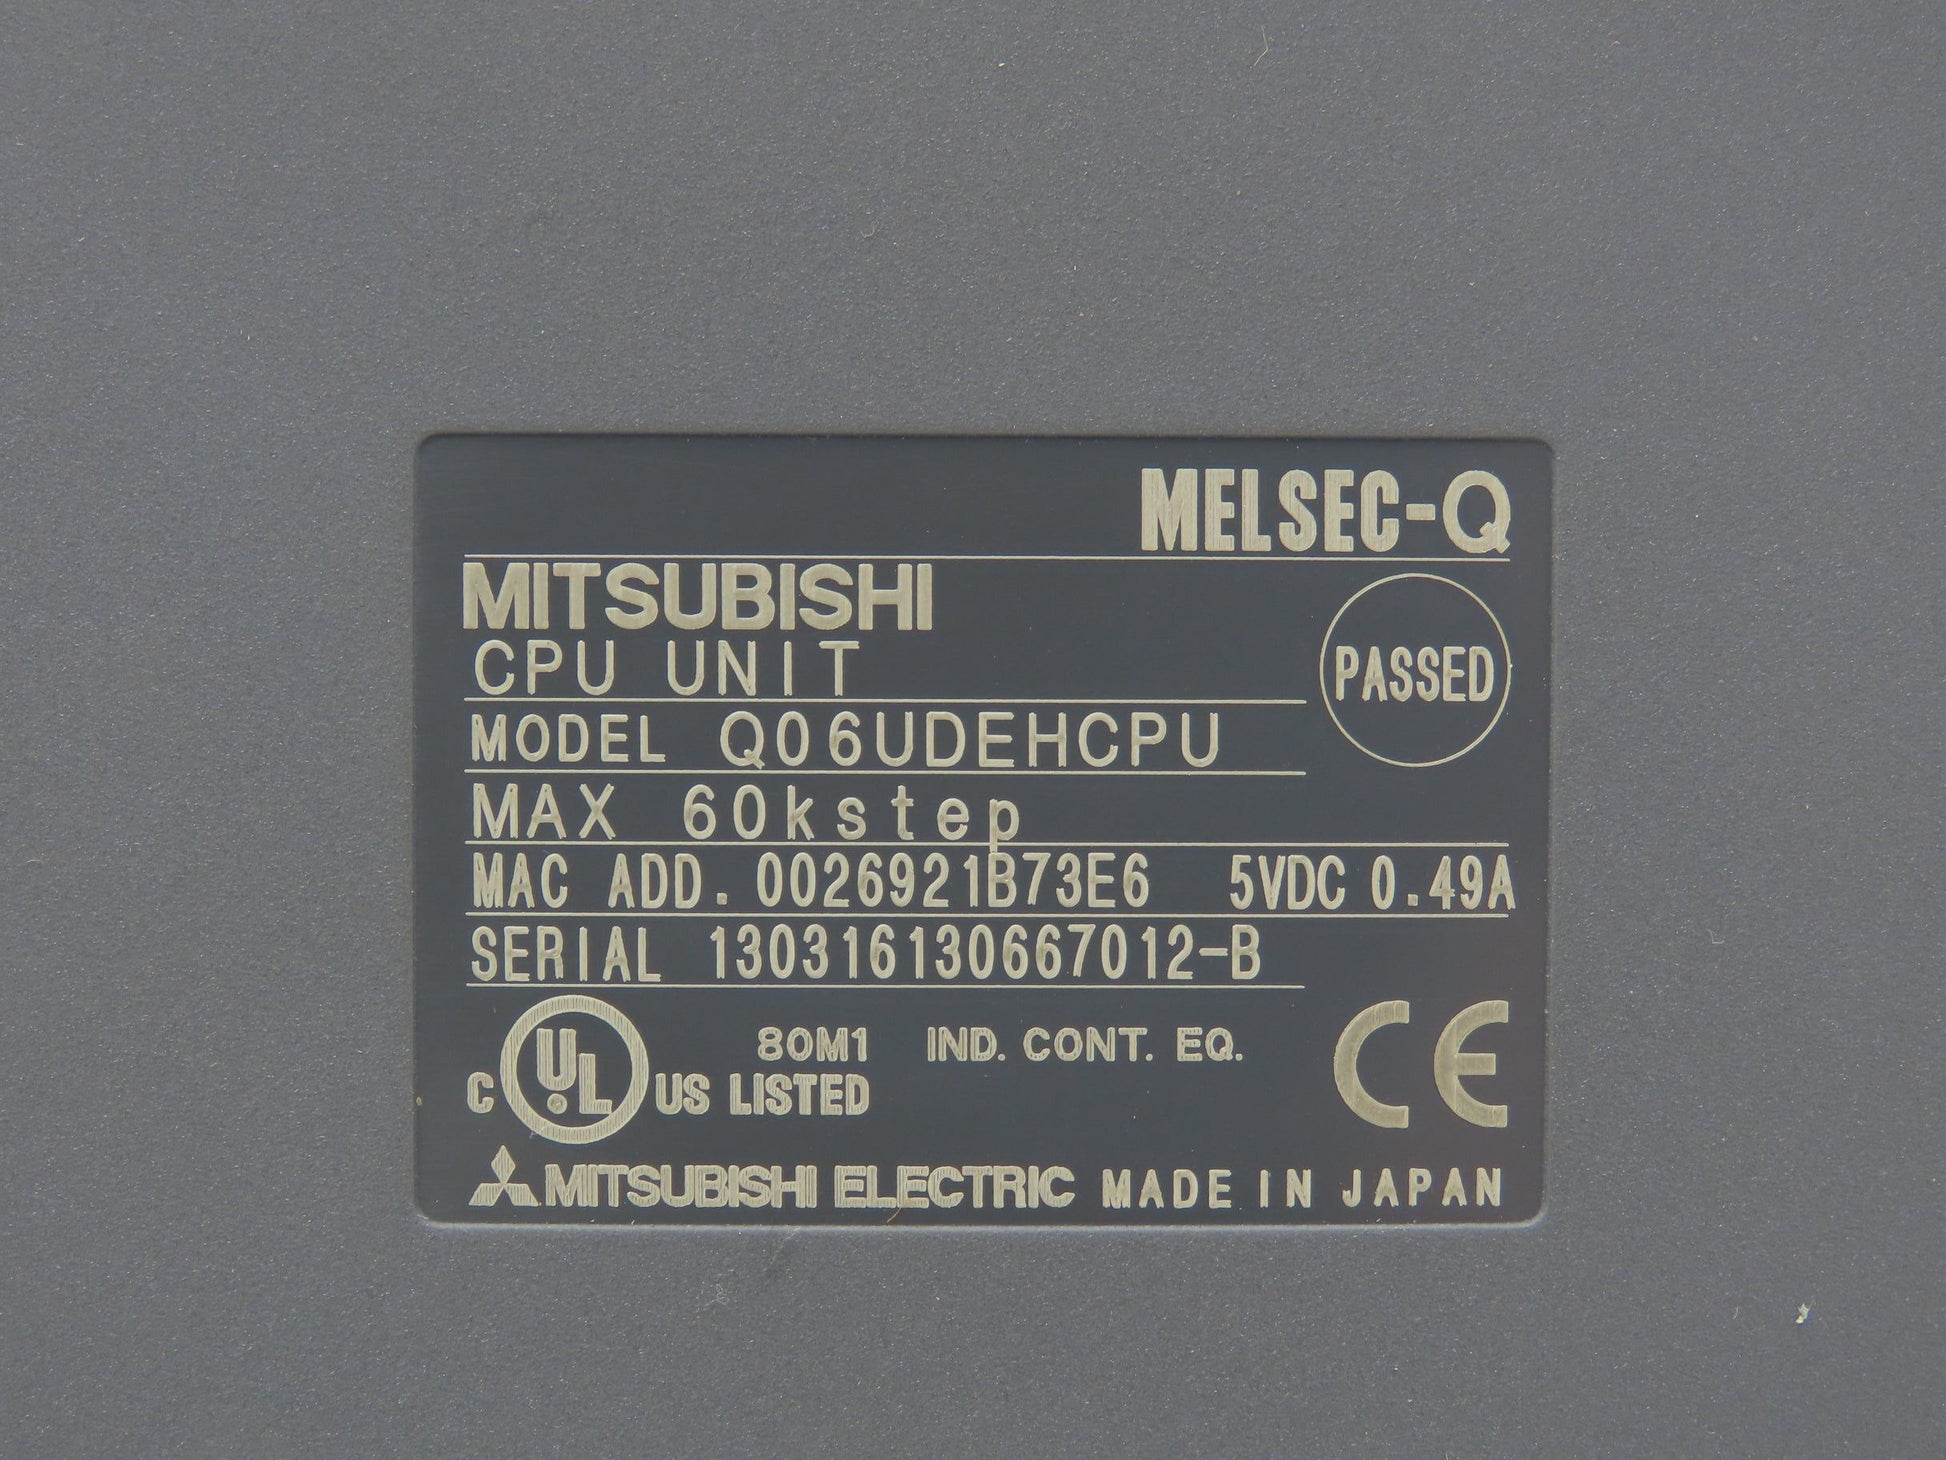 MELSEC-Q
MITSUBISHI
CPU UNIT
PASSED
MODEL Q06UDEHCPU
MAX 60kstep
MAC ADD. 0026921B73E6 5VDC 0.49A
SERIAL 130316130667012-B
80M1 IND. CONT. EQ.
C UL US LISTED
CE
MITSUBISHI ELECTRIC MADE IN JAPAN